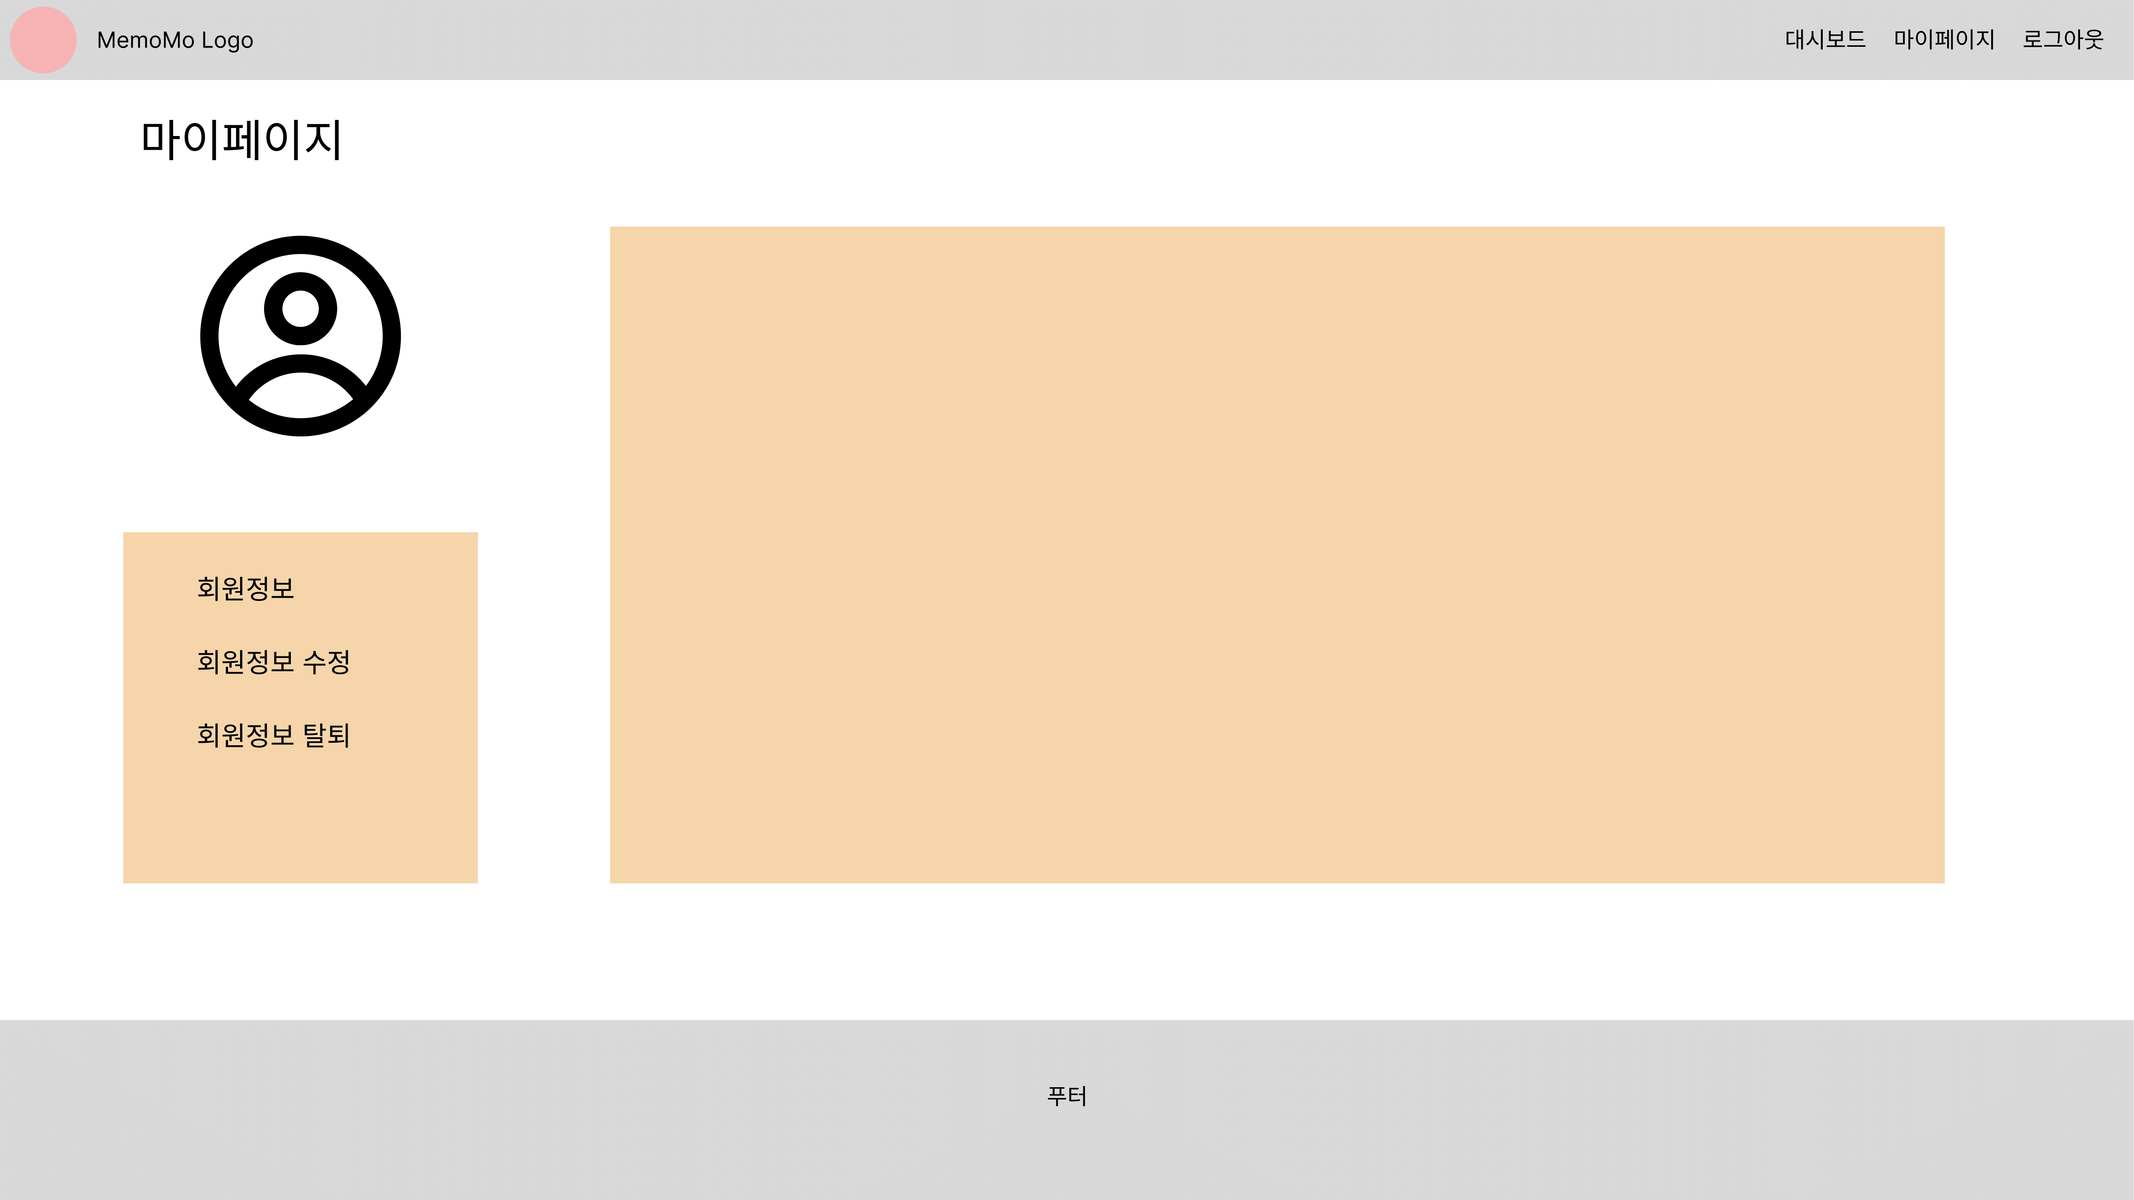 MemoMo Logo
대시보드 마이페이지 로그아웃
마이페이지
회원정보
회원정보 수정
회원정보 탈퇴
푸터